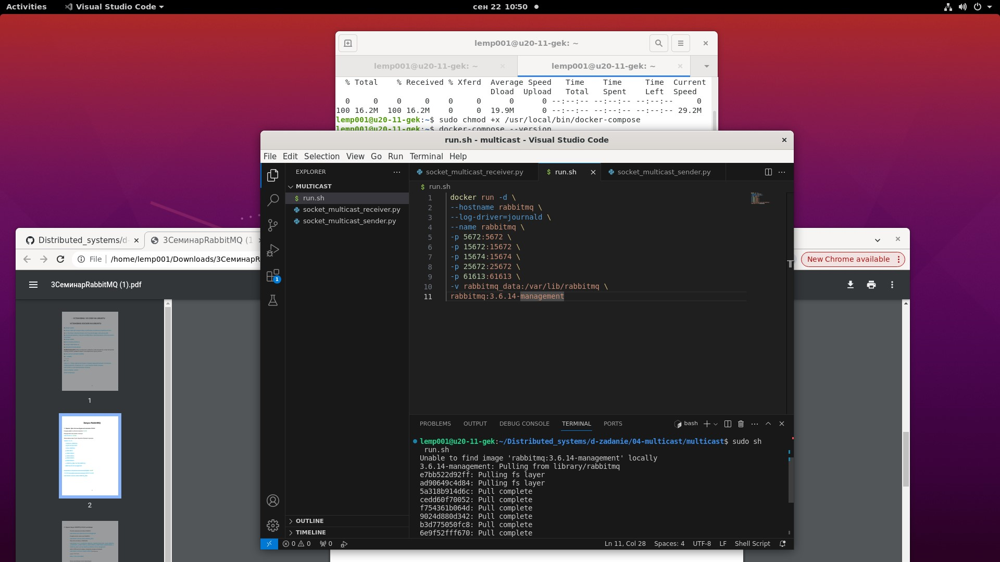 Activities
Visual Studio Code
сен 22 10:50
lemp001@u20-11-gek: ~
lemp001@u20-11-gek: ~
lemp001@u20-11-gek: ~
% Total % Received % Xferd Average Speed Time Time Time Current
Dload Upload Total Spent Left Speed
0 0 0 0 0 0 0 0 --:--:-- --:--:-- --:--:-- 0
100 16.2M 100 16.2M 0 0 19.9M 0 --:--:-- --:--:-- --:--:-- 29.2M
lemp001@u20-11-gek:~$ sudo chmod +x /usr/local/bin/docker-compose
lemp001@u20-11-gek:~$ docker-compose --version
run.sh - multicast - Visual Studio Code
File Edit Selection View Go Run Terminal Help
EXPLORER
MULTICAST
run.sh
socket_multicast_receiver.py
socket_multicast_sender.py
OUTLINE
TIMELINE
1
socket_multicast_receiver.py
run.sh
socket_multicast_sender.py
run.sh
1 docker run -d \
2 --hostname rabbitmq \
3 --log-driver=journald \
4 --name rabbitmq \
5 -p 5672:5672 \
6 -p 15672:15672 \
7 -p 15674:15674 \
8 -p 25672:25672 \
9 -p 61613:61613 \
10 -v rabbitmq_data:/var/lib/rabbitmq \
11 rabbitmq:3.6.14-management
PROBLEMS OUTPUT DEBUG CONSOLE TERMINAL PORTS
bash
lemp001@u20-11-gek:~/Distributed_systems/d-zadanie/04-multicast/multicast$ sudo sh
run.sh
Unable to find image 'rabbitmq:3.6.14-management' locally
3.6.14-management: Pulling from library/rabbitmq
e7bb522d92ff: Pulling fs layer
ad90649c4d84: Pulling fs layer
5a318b914d6c: Pull complete
cedd60f70052: Pull complete
f754361b064d: Pull complete
9024d880d342: Pull complete
b3d775050fc8: Pull complete
6e9f52fff670: Pull complete
0 0 0
Ln 11, Col 28 Spaces: 4 UTF-8 LF Shell Script
Distributed_systems/d-
3СеминарRabbitMQ (1
File /home/lemp001/Downloads/3СеминарR
New Chrome available
3СеминарRabbitMQ (1).pdf
1
Запуск RabbitMQ
2